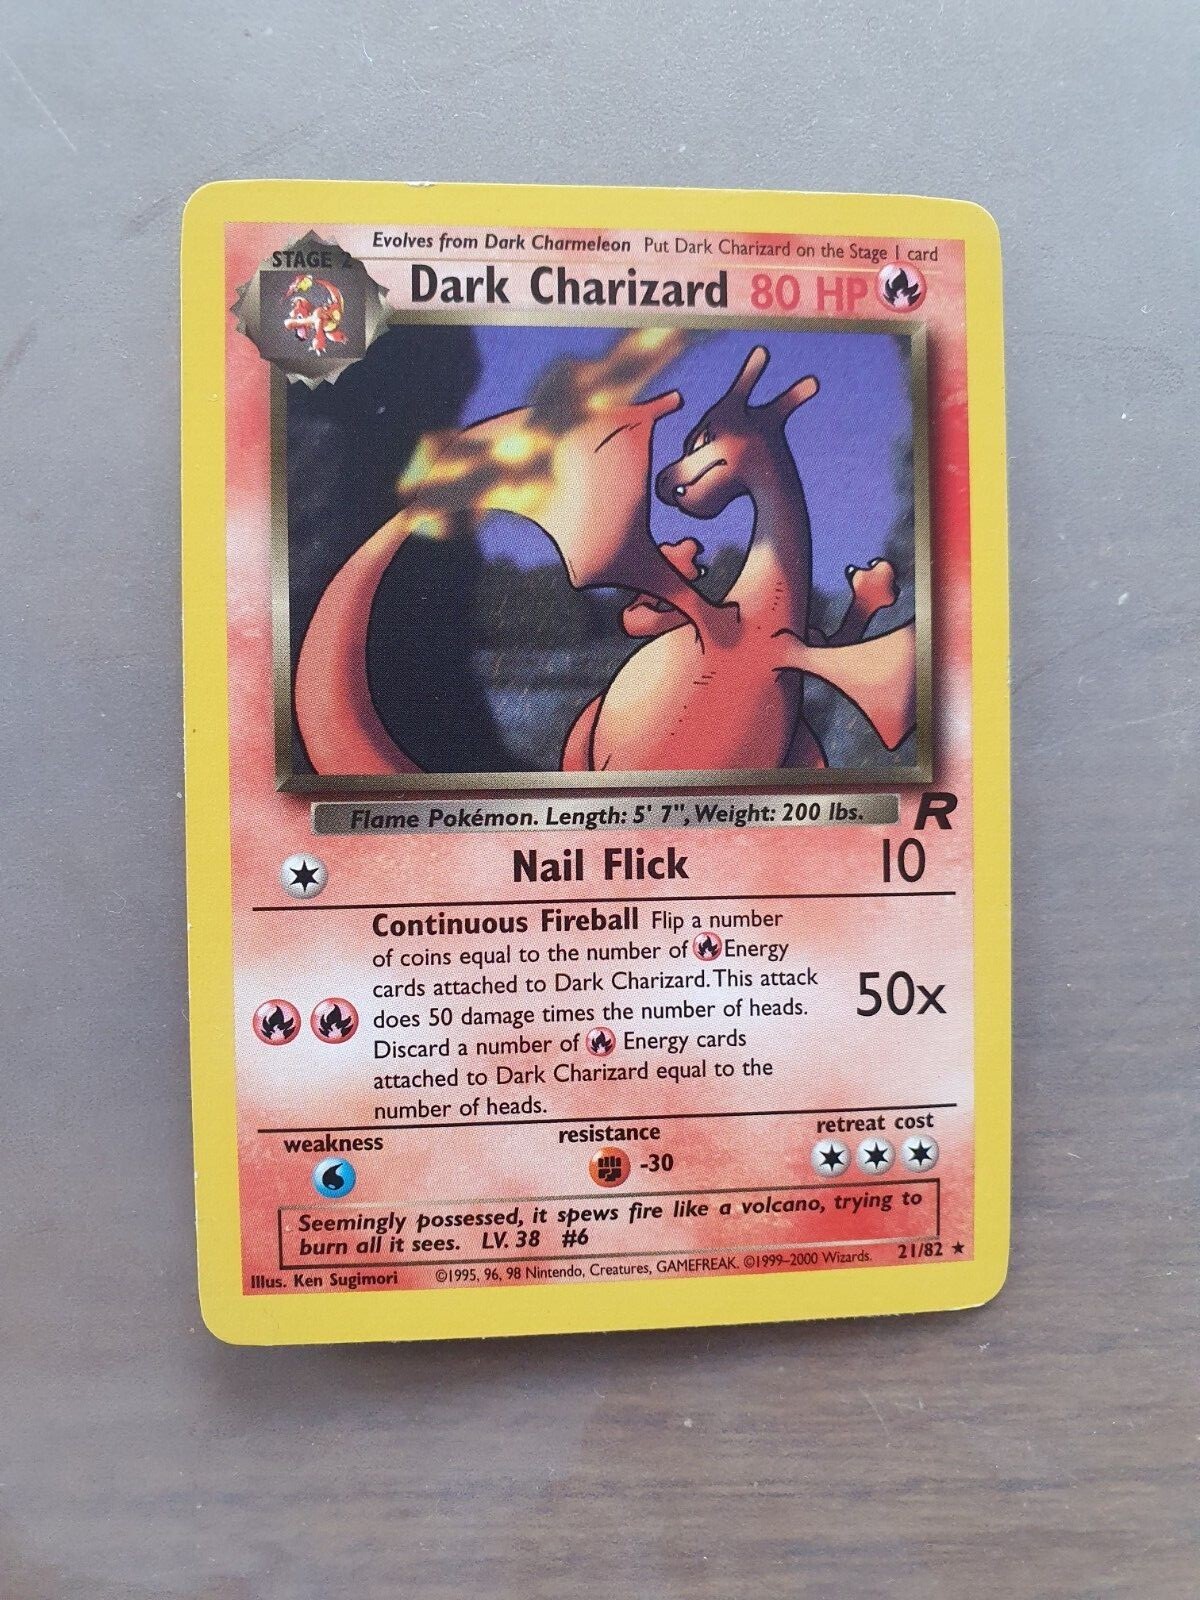 Evolves from Dark Charmeleon Put Dark Charizard on the Stage 1 card
STAGE 2
Dark Charizard 80 HP
Flame Pokémon. Length: 5' 7", Weight: 200 lbs.
R
Nail Flick 10
Continuous Fireball Flip a number
of coins equal to the number of Energy
cards attached to Dark Charizard. This attack
does 50 damage times the number of heads.
Discard a number of Energy cards
attached to Dark Charizard equal to the
number of heads.
50x
weakness resistance retreat cost
-30
Seemingly possessed, it spews fire like a volcano, trying to
burn all it sees. LV. 38 #6
Illus. Ken Sugimori ©1995, 96, 98 Nintendo, Creatures, GAMEFREAK. ©1999–2000 Wizards. 21/82 ★